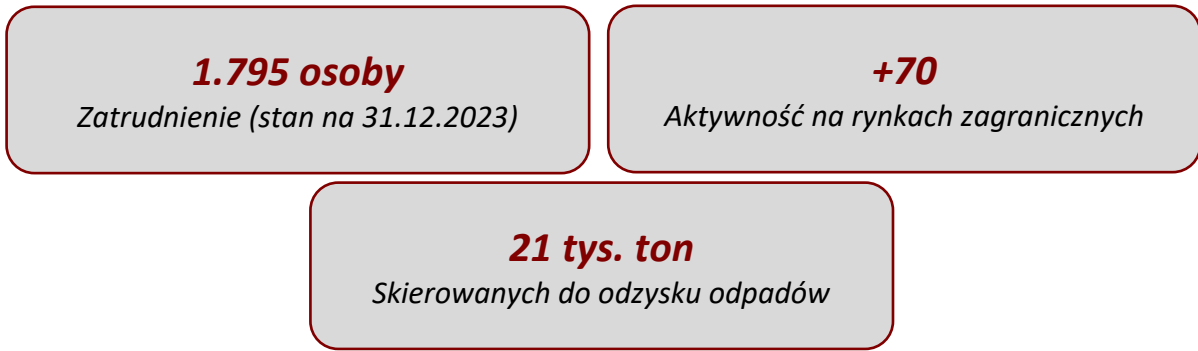 1.795 osoby
Zatrudnienie (stan na 31.12.2023)
+70
Aktywność na rynkach zagranicznych
21 tys. ton
Skierowanych do odzysku odpadów